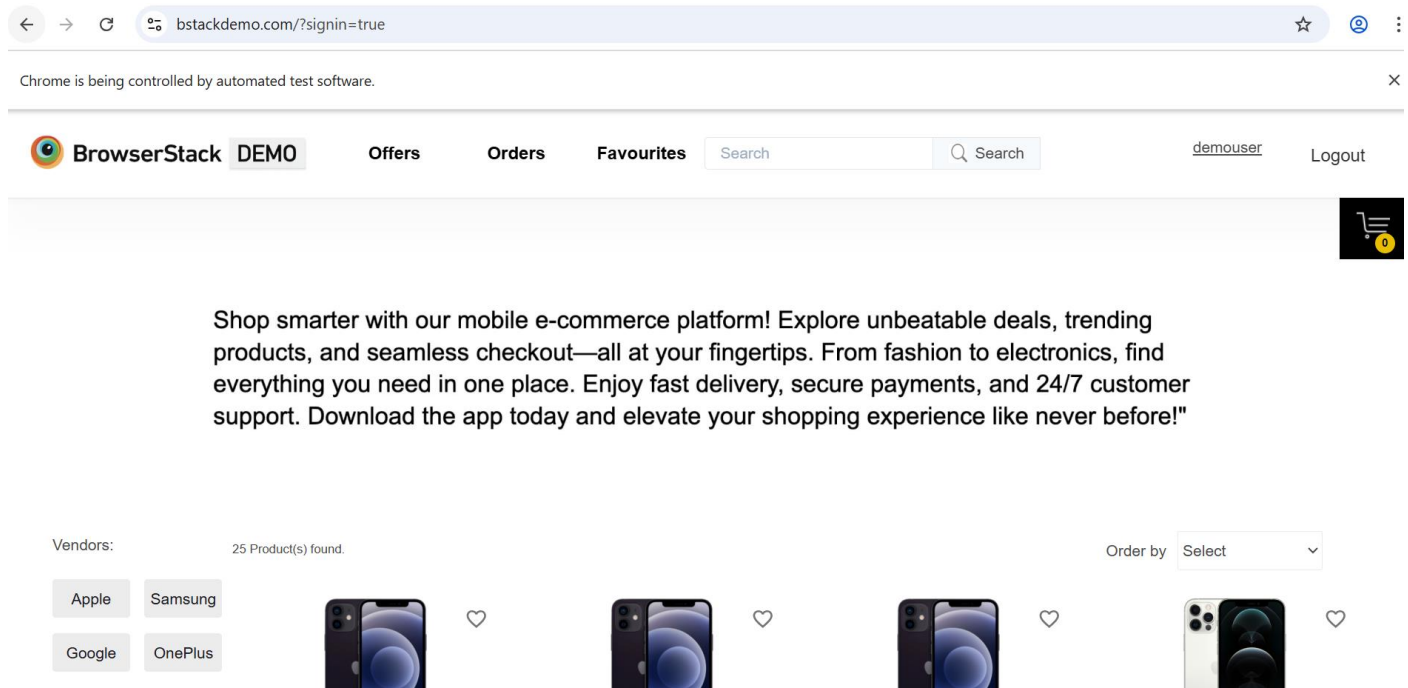 bstackdemo.com/?signin=true
Chrome is being controlled by automated test software.
BrowserStack DEMO Offers Orders Favourites Search Search demouser Logout
0
Shop smarter with our mobile e-commerce platform! Explore unbeatable deals, trending
products, and seamless checkout—all at your fingertips. From fashion to electronics, find
everything you need in one place. Enjoy fast delivery, secure payments, and 24/7 customer
support. Download the app today and elevate your shopping experience like never before!"
Vendors: 25 Product(s) found. Order by Select
Apple Samsung
Google OnePlus